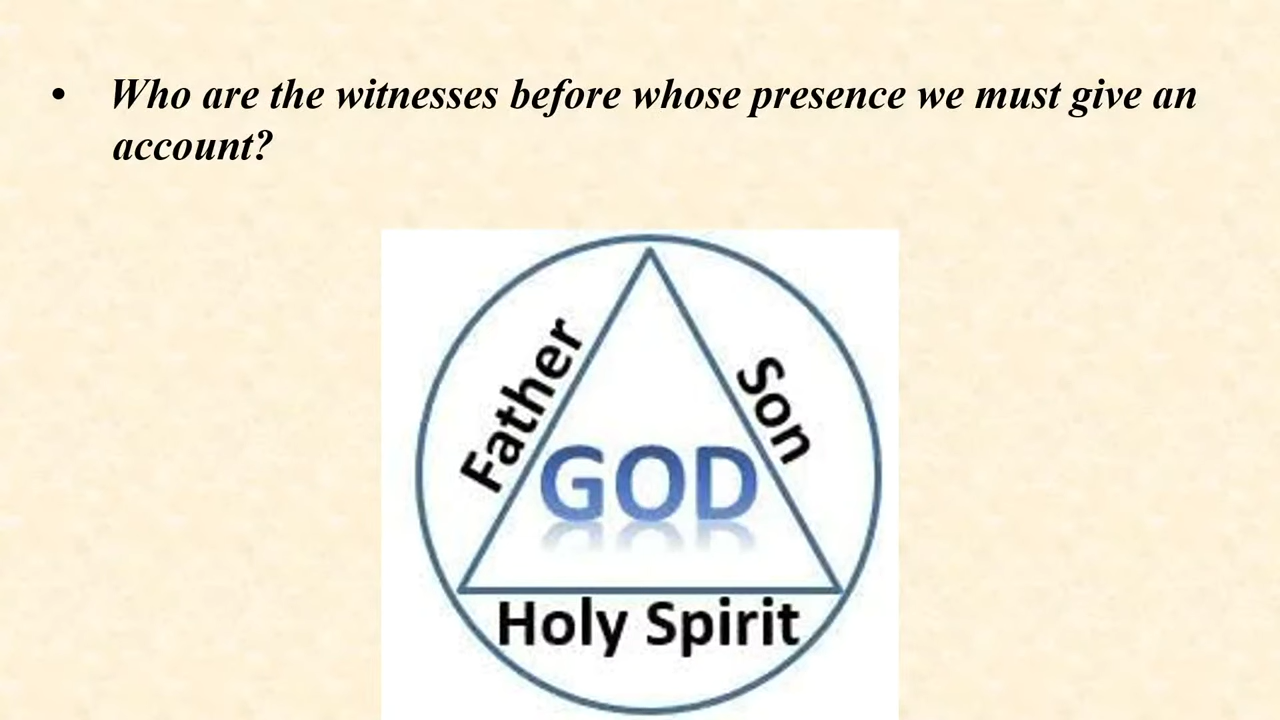 • Who are the witnesses before whose presence we must give an
account?
Father
Son
GOD
Holy Spirit